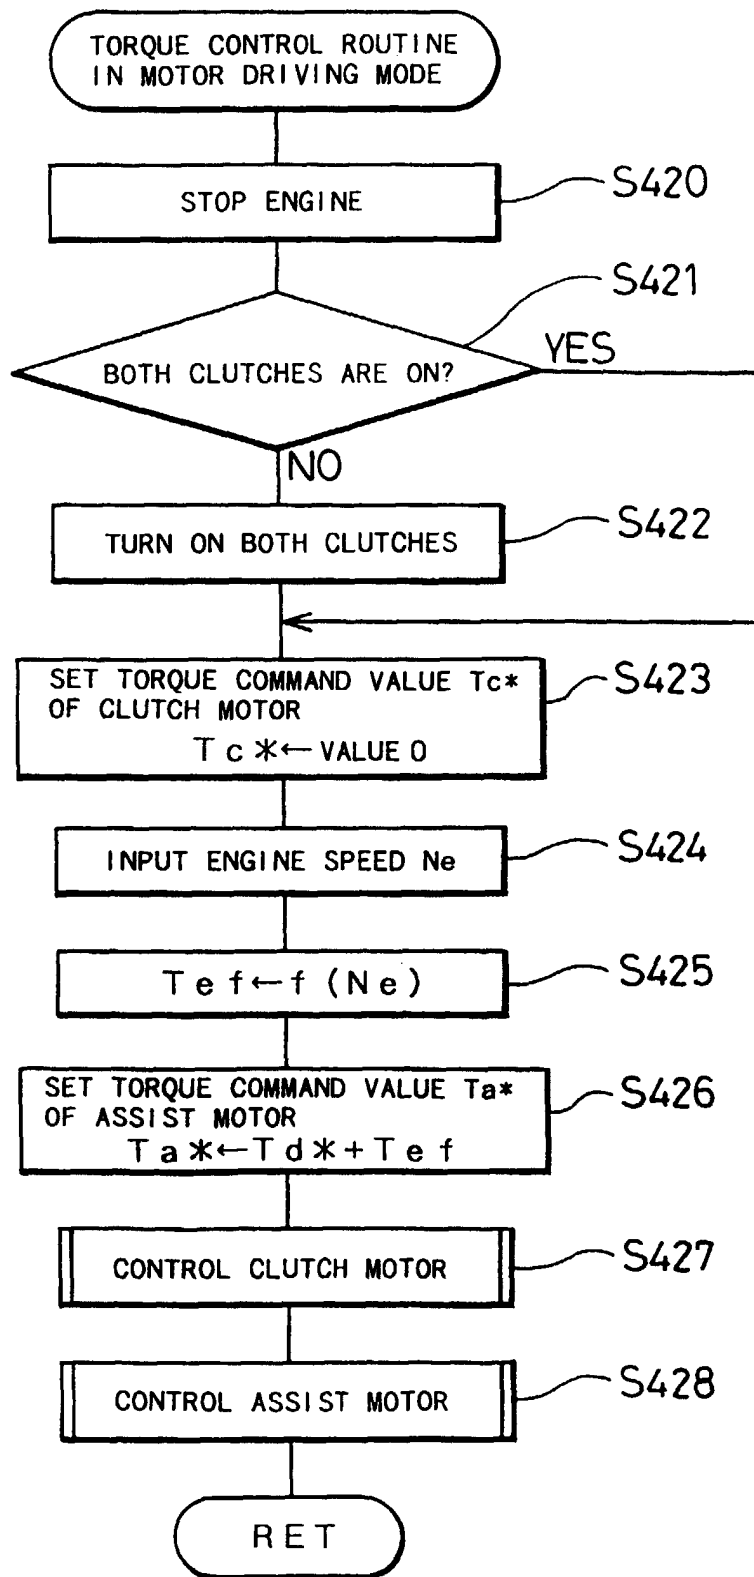 TORQUE CONTROL ROUTINE
IN MOTOR DRIVING MODE
STOP ENGINE
S420
S421
BOTH CLUTCHES ARE ON?
YES
NO
TURN ON BOTH CLUTCHES
S422
SET TORQUE COMMAND VALUE Tc*
OF CLUTCH MOTOR
Tc*←VALUE 0
S423
INPUT ENGINE SPEED Ne
S424
Tef←f(Ne)
S425
SET TORQUE COMMAND VALUE Ta*
OF ASSIST MOTOR
Ta*←Td*+Tef
S426
CONTROL CLUTCH MOTOR
S427
CONTROL ASSIST MOTOR
S428
RET